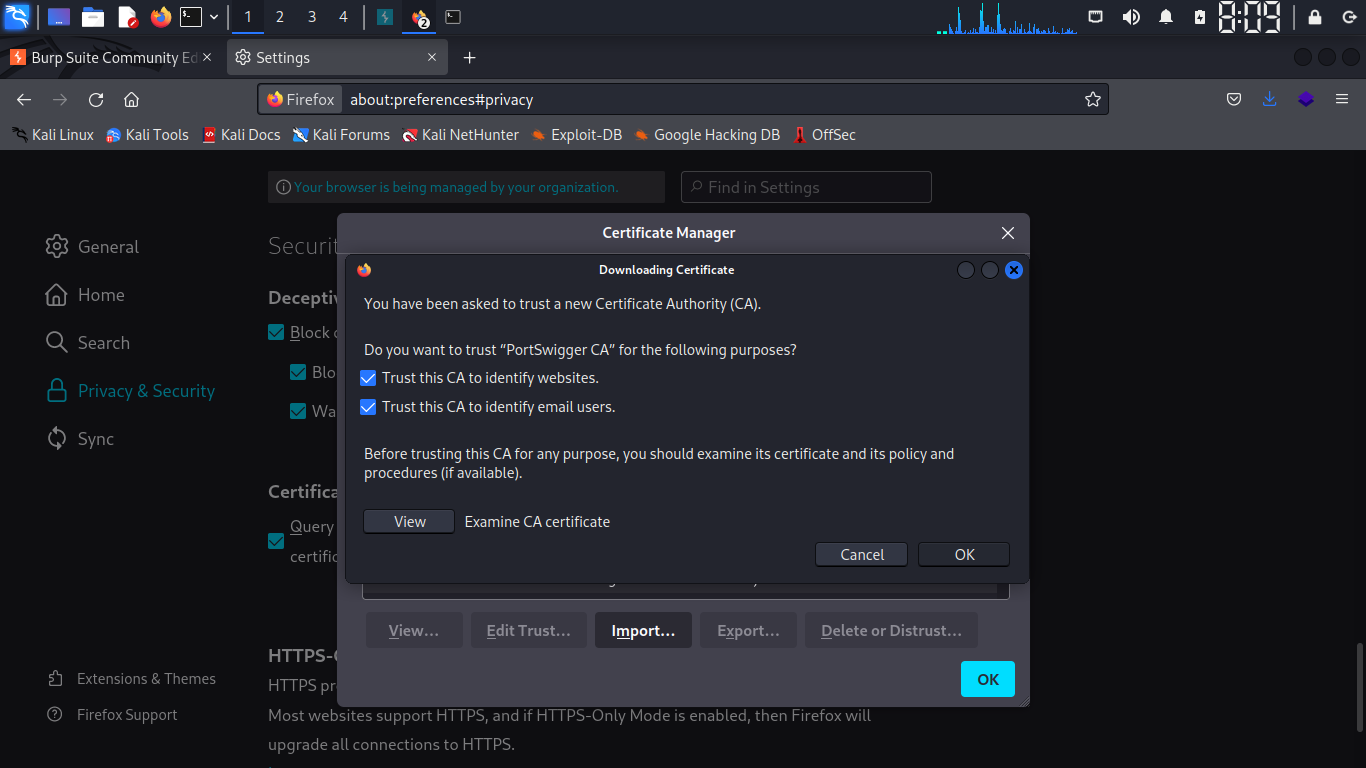 1 2 3 4 2 8:09
Burp Suite Community Ed
Settings
Firefox about:preferences#privacy
Kali Linux Kali Tools Kali Docs Kali Forums Kali NetHunter Exploit-DB Google Hacking DB OffSec
Your browser is being managed by your organization.
Find in Settings
General
Home
Search
Privacy & Security
Sync
Extensions & Themes
Firefox Support
Securit
Deceptiv
Block
Blo
Wa
Certifica
Query
certific
HTTPS-
HTTPS pr
Most websites support HTTPS, and if HTTPS-Only Mode is enabled, then Firefox will
upgrade all connections to HTTPS.
Certificate Manager
Downloading Certificate
You have been asked to trust a new Certificate Authority (CA).
Do you want to trust “PortSwigger CA” for the following purposes?
Trust this CA to identify websites.
Trust this CA to identify email users.
Before trusting this CA for any purpose, you should examine its certificate and its policy and
procedures (if available).
View Examine CA certificate
Cancel OK
View... Edit Trust... Import... Export... Delete or Distrust...
OK